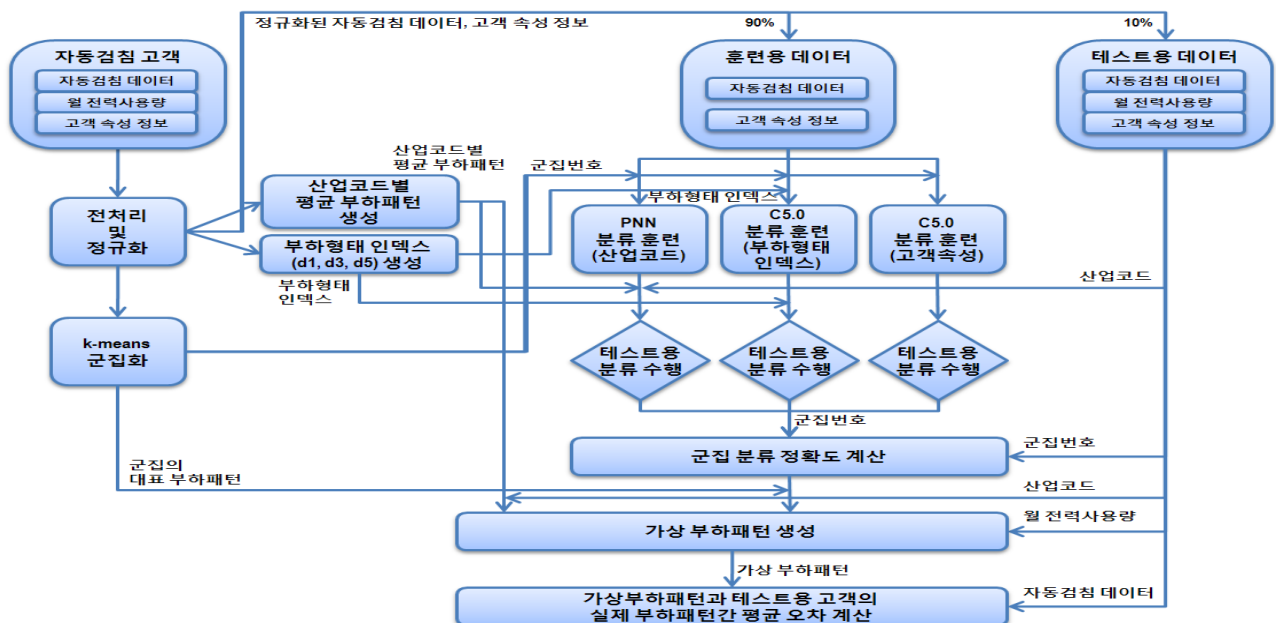 정규화된 자동검침 데이터, 고객 속성 정보
90%
10%
자동검침 고객
자동검침 데이터
월 전력사용량
고객 속성 정보
훈련용 데이터
자동검침 데이터
고객 속성 정보
테스트용 데이터
자동검침 데이터
월 전력사용량
고객 속성 정보
산업코드별
평균 부하패턴
군집번호
전처리
및
정규화
산업코드별
평균 부하패턴
생성
부하형태 인덱스
PNN
분류 훈련
(산업코드)
C5.0
분류 훈련
(부하형태
인덱스)
C5.0
분류 훈련
(고객속성)
부하형태 인덱스
(d1, d3, d5) 생성
부하형태
인덱스
산업코드
k-means
군집화
테스트용
분류 수행
테스트용
분류 수행
테스트용
분류 수행
군집번호
군집 분류 정확도 계산
군집번호
군집의
대표 부하패턴
산업코드
가상 부하패턴 생성
월 전력사용량
가상 부하패턴
가상부하패턴과 테스트용 고객의
실제 부하패턴간 평균 오차 계산
자동검침 데이터